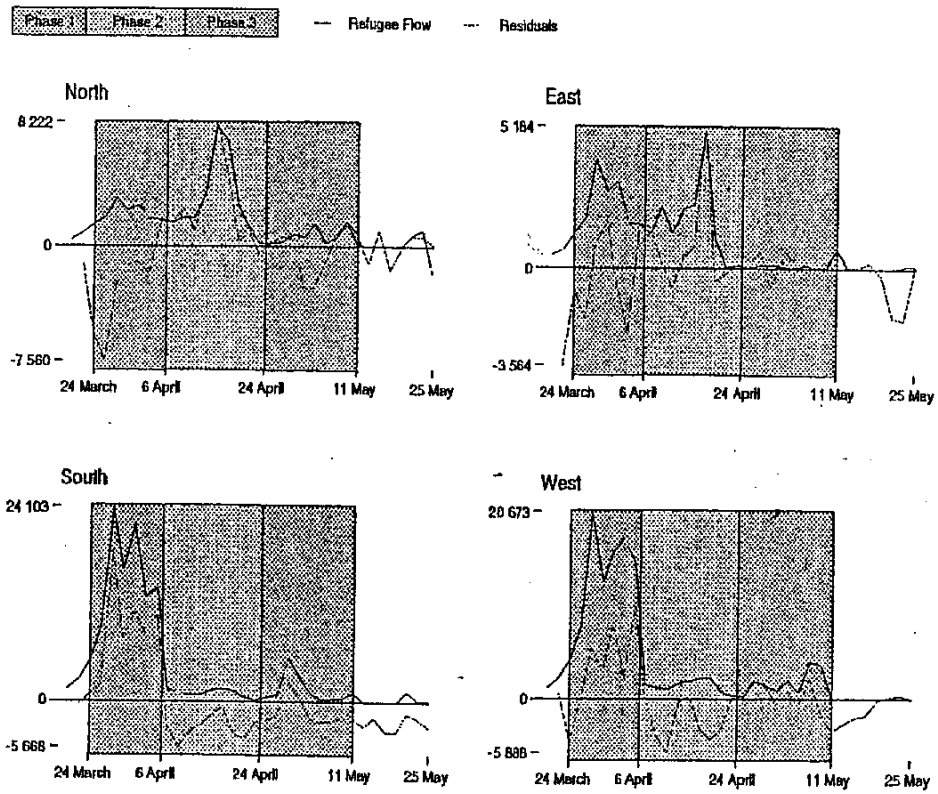 Phase 1 Phase 2 Phase 3 Refugee Flow Residuals
North
8 222
0
-7 560
24 March 6 April 24 April 11 May 25 May
East
5 184
0
-3 564
24 March 6 April 24 April 11 May 25 May
South
24 103
0
-5 668
24 March 6 April 24 April 11 May 25 May
West
20 673
0
-5 888
24 March 6 April 24 April 11 May 25 May